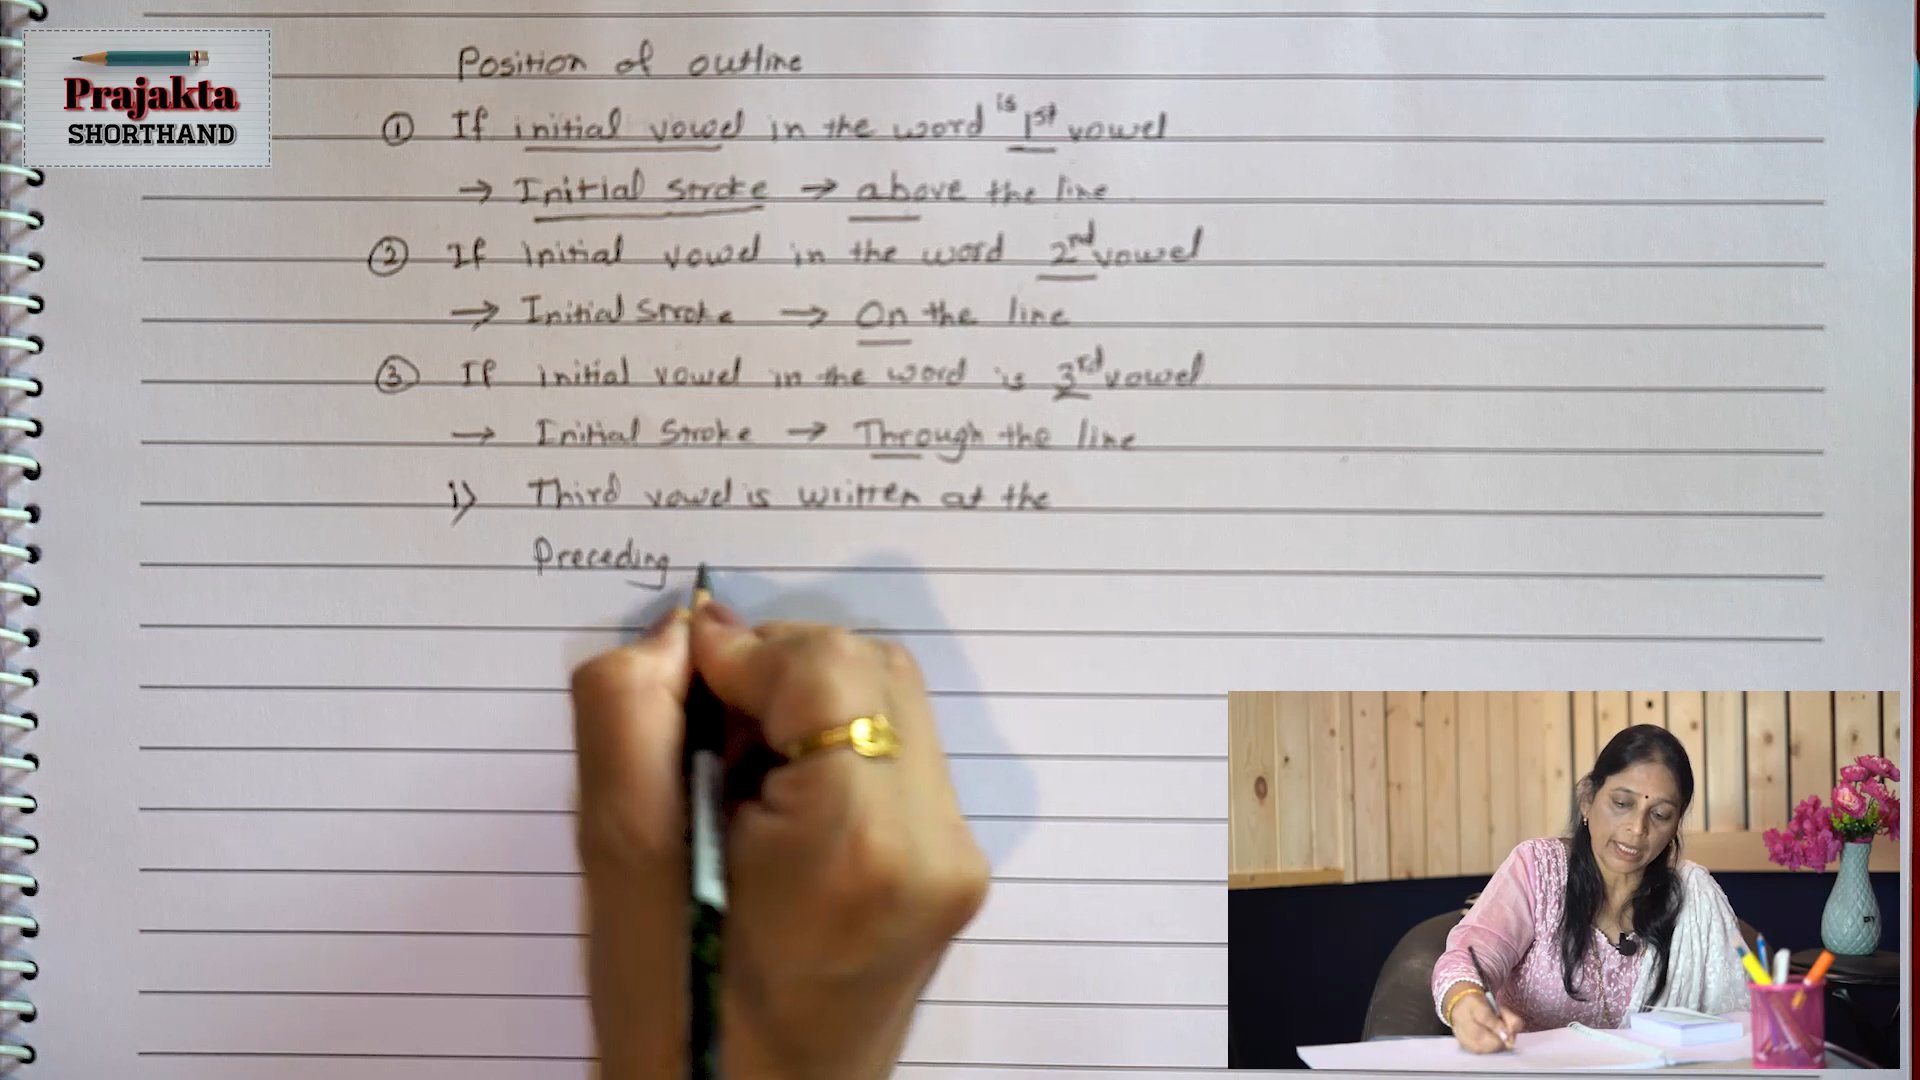 Prajakta
SHORTHAND
Position of outline
① If initial vowel in the word is 1st vowel
→ Initial stroke → above the line
② If initial vowel in the word 2nd vowel
→ Initial stroke → On the line
③ If initial vowel in the word is 3rd vowel
→ Initial stroke → Through the line
i) Third vowel is written at the
Preceding